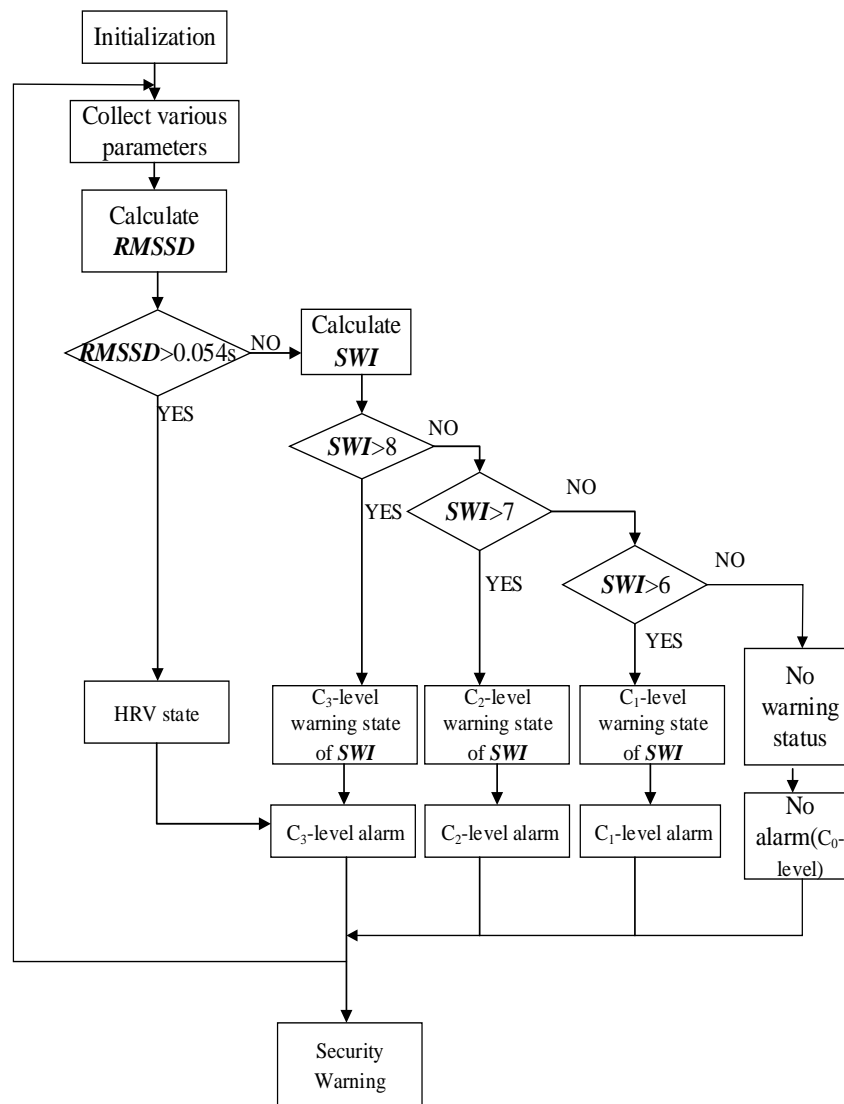 Initialization
Collect various
parameters
Calculate
RMSSD
RMSSD>0.054s
NO
YES
Calculate
SWI
SWI>8
NO
YES
SWI>7
NO
YES
SWI>6
NO
YES
HRV state
C₃-level
warning state
of SWI
C₂-level
warning state
of SWI
C₁-level
warning state
of SWI
No
warning
status
C₃-level alarm
C₂-level alarm
C₁-level alarm
No
alarm(C₀-
level)
Security
Warning